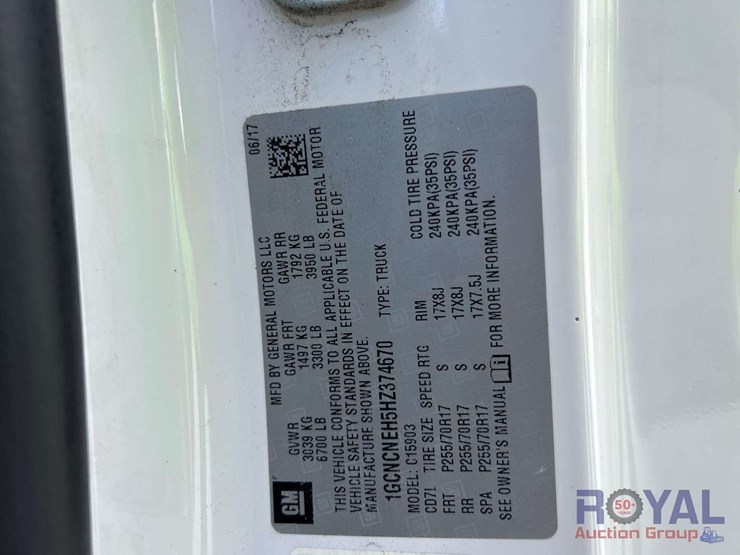 GM
MFD BY GENERAL MOTORS LLC 06/17
GVWR GAWR FRT GAWR RR
3039 KG 1497 KG 1792 KG
6700 LB 3300 LB 3950 LB
THIS VEHICLE CONFORMS TO ALL APPLICABLE U.S. FEDERAL MOTOR
VEHICLE SAFETY STANDARDS IN EFFECT ON THE DATE OF
MANUFACTURE SHOWN ABOVE.
1GCNCNEH5HZ374670 TYPE: TRUCK
MODEL: C15903
CD7L TIRE SIZE SPEED RTG RIM COLD TIRE PRESSURE
FRT P255/70R17 S 17X8J 240KPA(35PSI)
RR P255/70R17 S 17X8J 240KPA(35PSI)
SPA P255/70R17 S 17X7.5J 240KPA(35PSI)
SEE OWNER'S MANUAL FOR MORE INFORMATION.
ROYAL
50+
YEARS
Auction Group